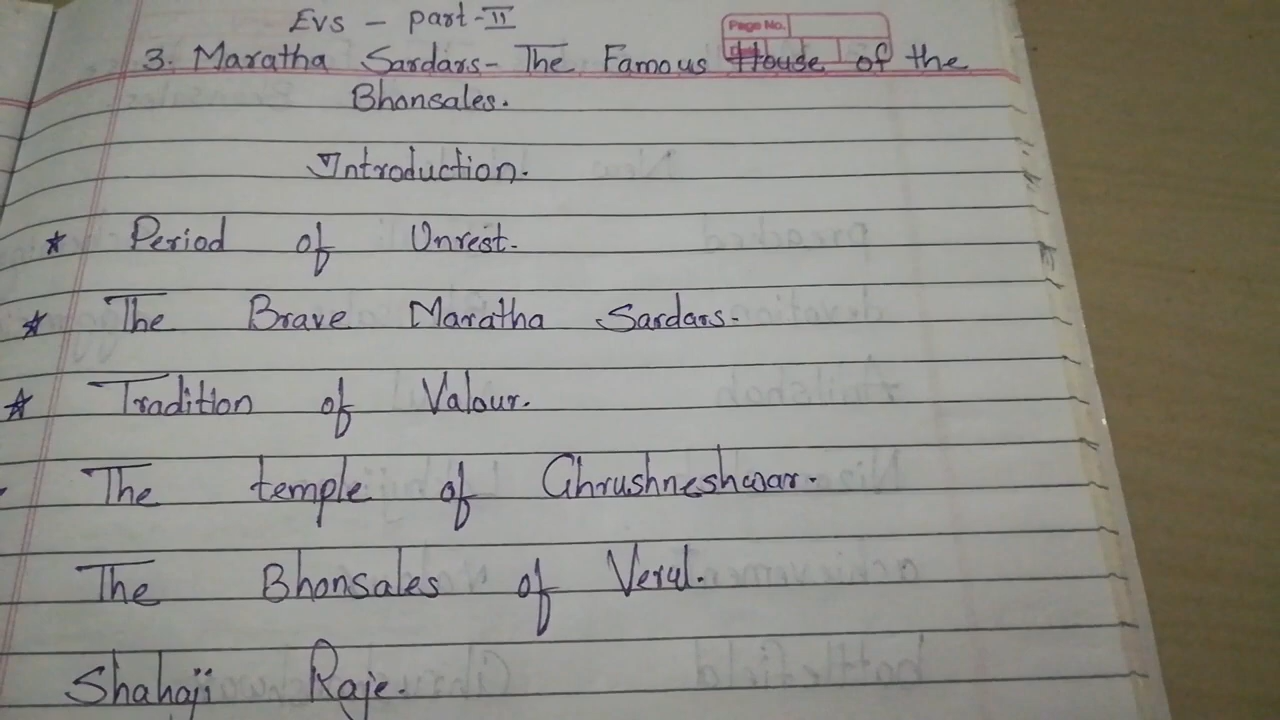 Evs - Part-II
Page No.
3. Maratha Sardars- The Famous House of the
Bhonsales.
Introduction.
* Period of Unrest.
* The Brave Maratha Sardars.
* Tradition of Valour.
The temple of Ghrushneshwar.
The Bhonsales of Verul.
Shahaji Raje.